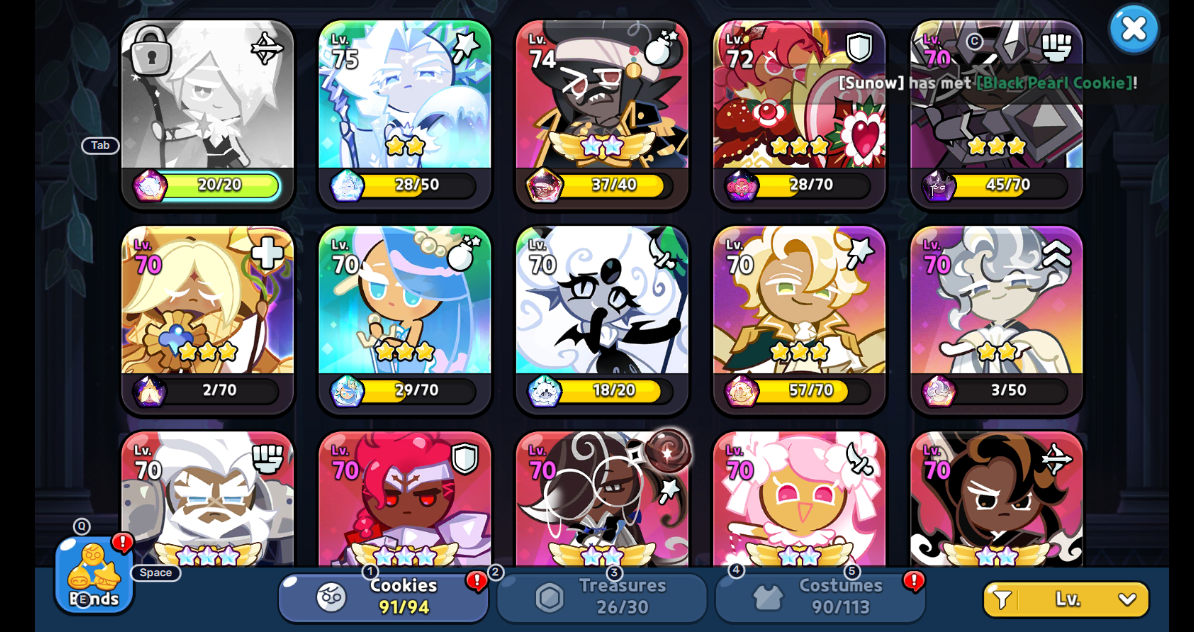 Lv.
75
Lv.
74
Lv.
72
Lv.
70
C
[Sunow] has met [Black Pearl Cookie]!
Tab
20/20
28/50
37/40
28/70
45/70
Lv.
70
Lv.
70
Lv.
70
Lv.
70
Lv.
70
2/70
29/70
18/20
57/70
3/50
Lv.
70
Lv.
70
Lv.
70
Lv.
70
Lv.
70
Q
Space
E
1
2
3
4
5
Cookies
91/94
Treasures
26/30
Costumes
90/113
Lv.